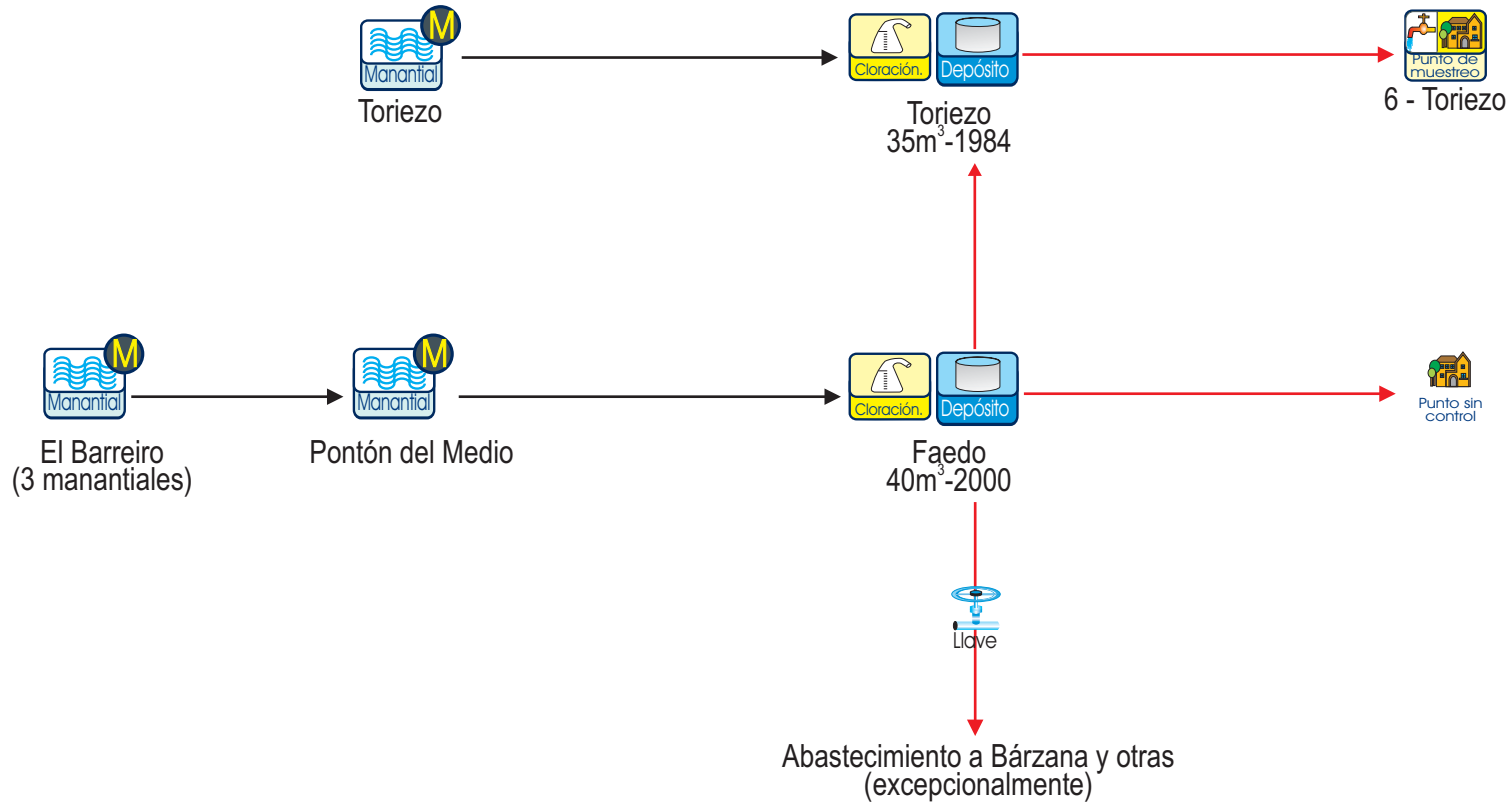 M
Manantial
Toriezo
Cloración.
Depósito
Toriezo
35m³-1984
Punto de
muestreo
6 - Toriezo
M
Manantial
El Barreiro
(3 manantiales)
M
Manantial
Pontón del Medio
Cloración.
Depósito
Faedo
40m³-2000
Punto sin
control
Llave
Abastecimiento a Bárzana y otras
(excepcionalmente)